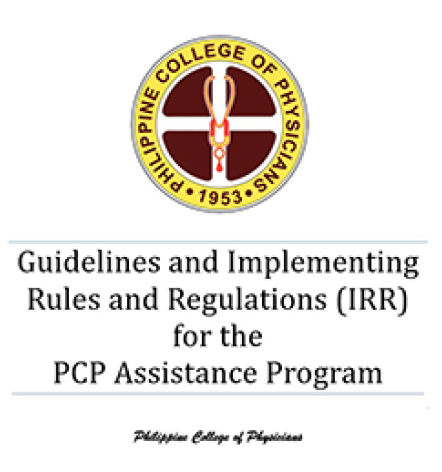 PHILIPPINE COLLEGE OF PHYSICIANS
• 1953 •
Guidelines and Implementing
Rules and Regulations (IRR)
for the
PCP Assistance Program
Philippine College of Physicians